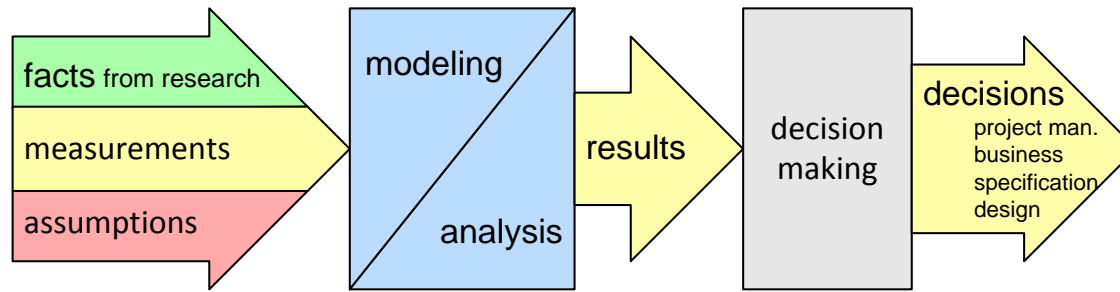 facts from research
measurements
assumptions
modeling
analysis
results
decision
making
decisions
project man.
business
specification
design